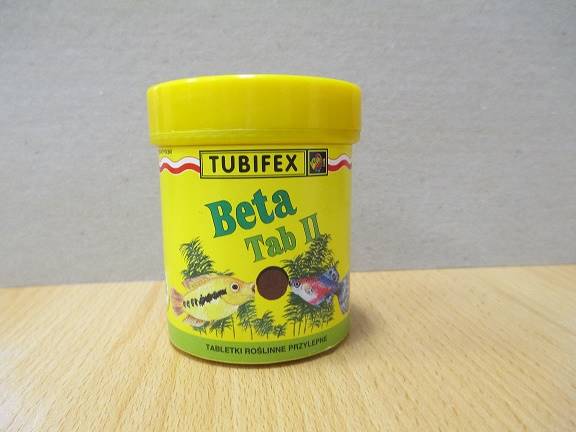 TUBIFEX
Beta
Tab II
TABLETKI ROŚLINNE PRZYLEPNE